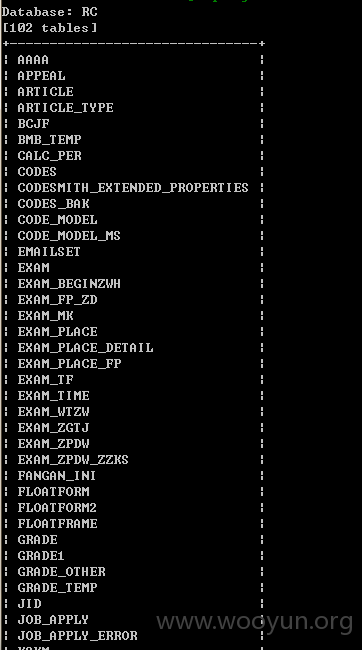 Database: RC
[102 tables]
+--------------------------------+
| AAAA |
| APPEAL |
| ARTICLE |
| ARTICLE_TYPE |
| BCJF |
| BMB_TEMP |
| CALC_PER |
| CODES |
| CODESMITH_EXTENDED_PROPERTIES |
| CODES_BAK |
| CODE_MODEL |
| CODE_MODEL_MS |
| EMAILSET |
| EXAM |
| EXAM_BEGINZWH |
| EXAM_FP_ZD |
| EXAM_MK |
| EXAM_PLACE |
| EXAM_PLACE_DETAIL |
| EXAM_PLACE_FP |
| EXAM_TF |
| EXAM_TIME |
| EXAM_WTZW |
| EXAM_ZGTJ |
| EXAM_ZPDW |
| EXAM_ZPDW_ZZKS |
| FANGAN_INI |
| FLOATFORM |
| FLOATFORM2 |
| FLOATFRAME |
| GRADE |
| GRADE1 |
| GRADE_OTHER |
| GRADE_TEMP |
| JID |
| JOB_APPLY |
| JOB_APPLY_ERROR |
www.wooyun.org